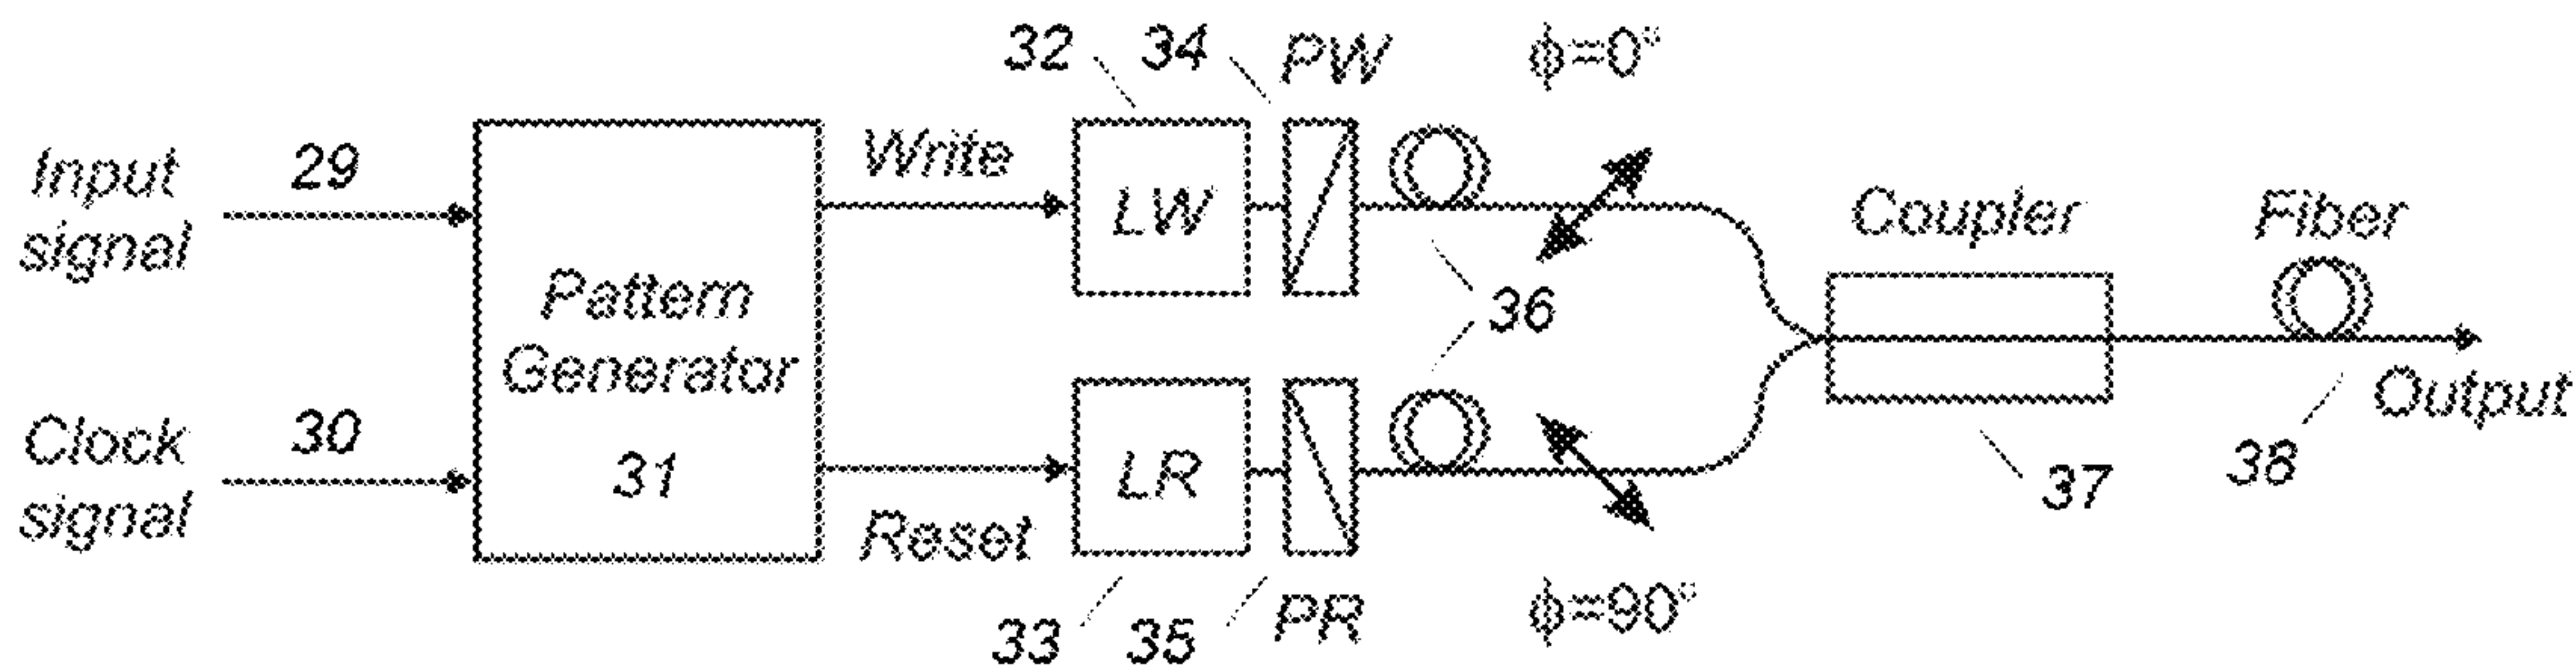 32
34
PW
ϕ=0°
Input
signal
29
Write
LW
Coupler
Fiber
Pattern
Generator
31
36
Output
Clock
signal
30
Reset
LR
37
38
33
35
PR
ϕ=90°